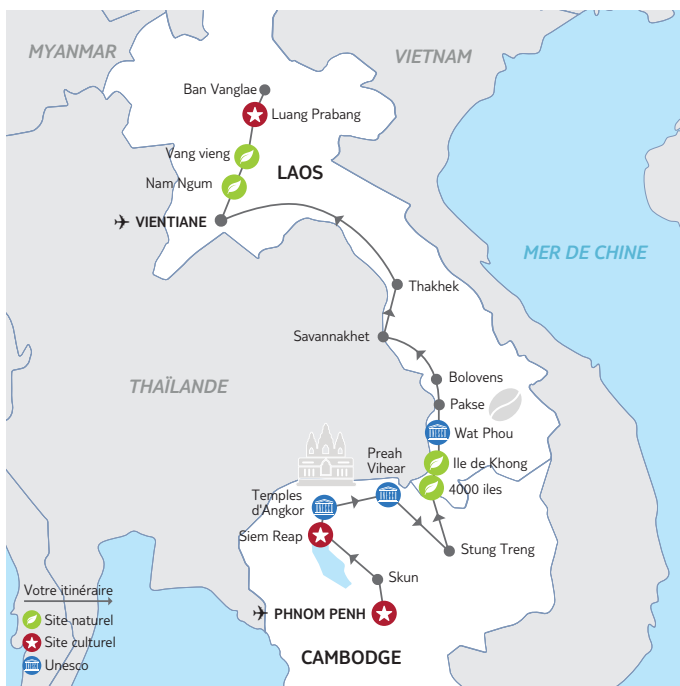 MYANMAR
VIETNAM
Ban Vanglae
Luang Prabang
Vang vieng
LAOS
Nam Ngum
VIENTIANE
MER DE CHINE
Thakhek
Savannakhet
THAÏLANDE
Bolovens
Pakse
Wat Phou
Preah
Vihear
Ile de Khong
4000 iles
Temples
d'Angkor
Siem Reap
Stung Treng
Skun
Votre itinéraire
PHNOM PENH
Site naturel
Site culturel
Unesco
CAMBODGE